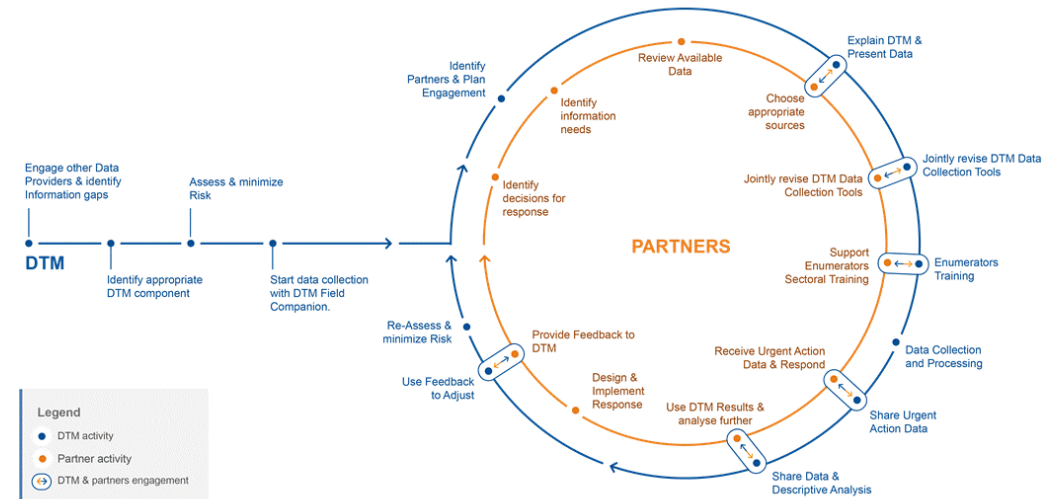 Engage other Data
Providers & identify
Information gaps
Assess & minimize
Risk
DTM
Identify appropriate
DTM component
Start data collection
with DTM Field
Companion.
Identify
Partners & Plan
Engagement
Review Available
Data
Explain DTM &
Present Data
Identify
information
needs
Choose
appropriate
sources
Identify
decisions for
response
Jointly revise DTM Data
Collection Tools
Jointly revise DTM Data
Collection Tools
PARTNERS
Support
Enumerators
Sectoral Training
Enumerators
Training
Re-Assess &
minimize Risk
Provide Feedback to
DTM
Use Feedback
to Adjust
Receive Urgent Action
Data & Respond
Data Collection
and Processing
Design &
Implement
Response
Use DTM Results &
analyse further
Share Urgent
Action Data
Share Data &
Descriptive Analysis
Legend
DTM activity
Partner activity
DTM & partners engagement